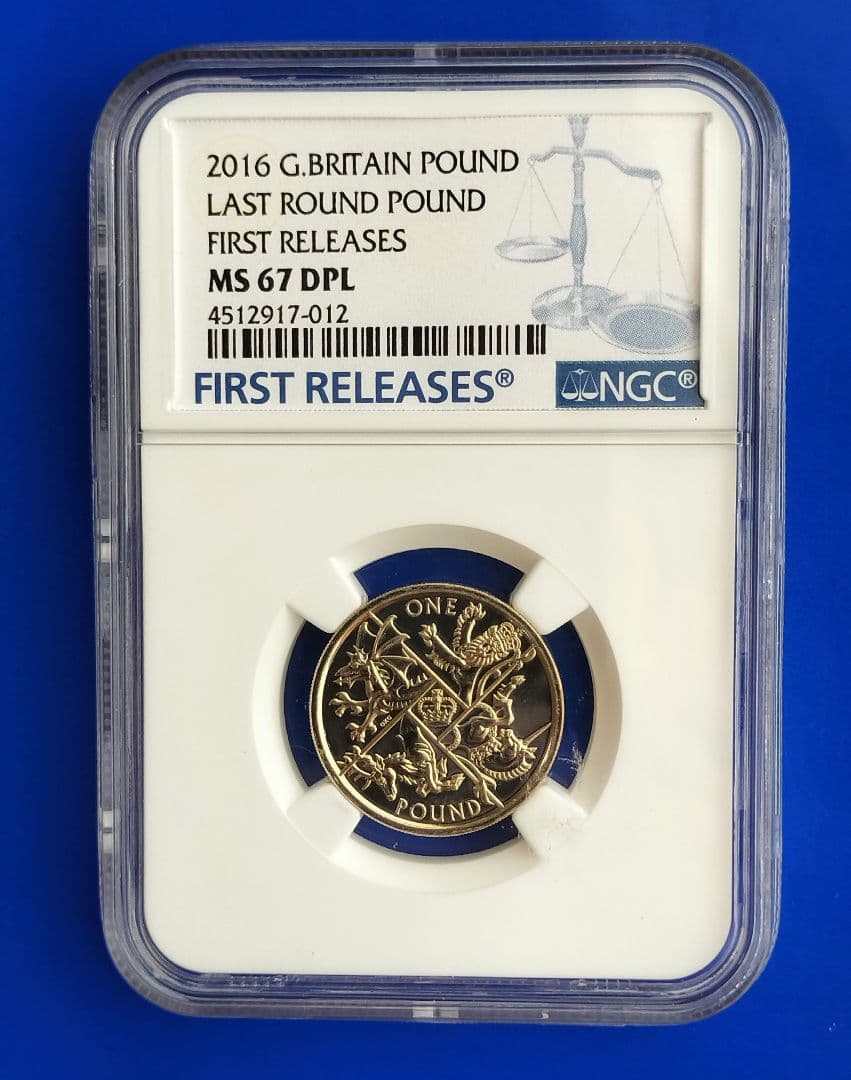 2016 G.BRITAIN POUND
LAST ROUND POUND
FIRST RELEASES
MS 67 DPL
4512917-012
FIRST RELEASES®
NGC®
ONE
POUND